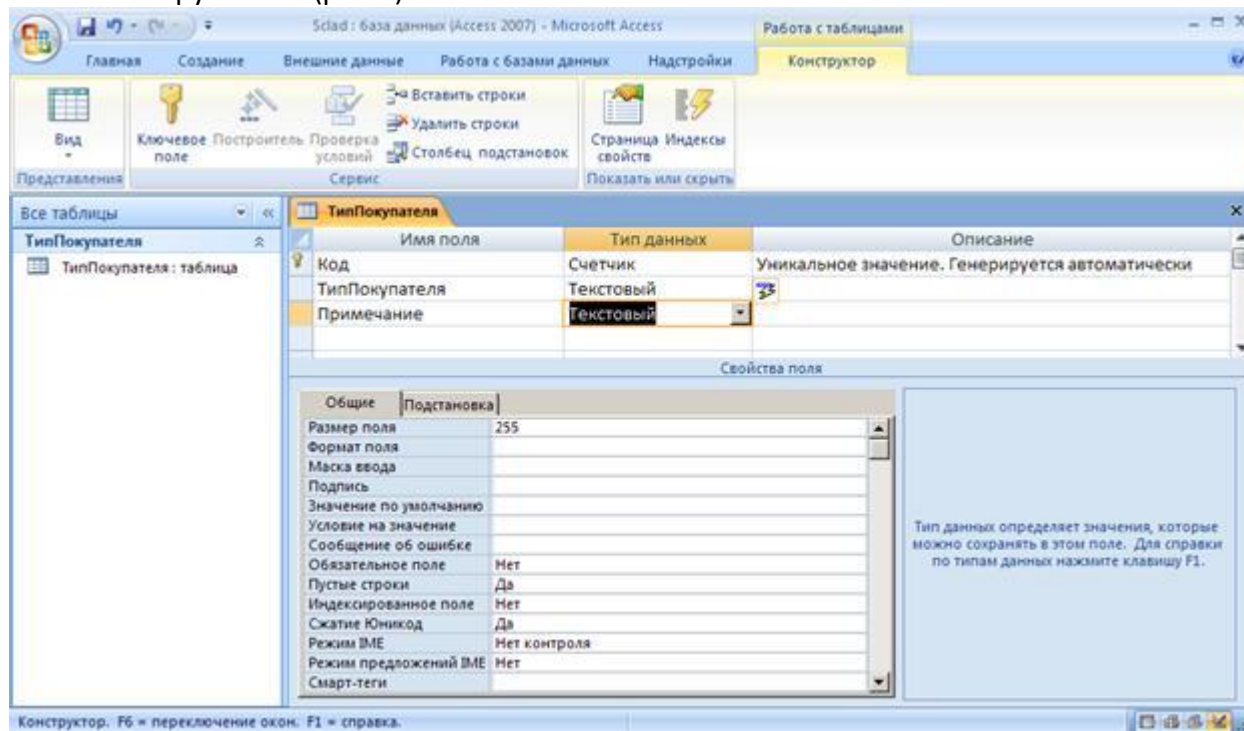 Sclad : база данных (Access 2007) - Microsoft Access
Работа с таблицами
Главная Создание Внешние данные Работа с базами данных Надстройки Конструктор
Вид
Ключевое поле
Построитель
Проверка условий
Вставить строки
Удалить строки
Столбец подстановок
Страница свойств
Индексы
Представления Сервис Показать или скрыть
Все таблицы
ТипПокупателя
ТипПокупателя : таблица
ТипПокупателя
Имя поля Тип данных Описание
Код Счетчик Уникальное значение. Генерируется автоматически
ТипПокупателя Текстовый
Примечание Текстовый
Свойства поля
Общие Подстановка
Размер поля 255
Формат поля
Маска ввода
Подпись
Значение по умолчанию
Условие на значение
Сообщение об ошибке
Обязательное поле Нет
Пустые строки Да
Индексированное поле Нет
Сжатие Юникод Да
Режим IME Нет контроля
Режим предложений IME Нет
Смарт-теги
Тип данных определяет значения, которые
можно сохранять в этом поле. Для справки
по типам данных нажмите клавишу F1.
Конструктор. F6 = переключение окон. F1 = справка.